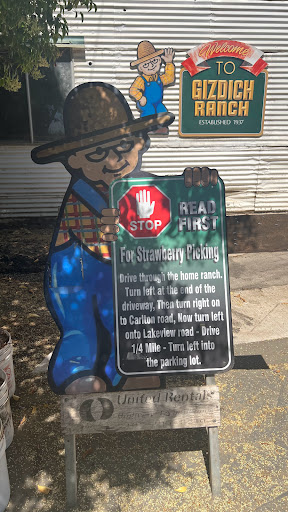 Welcome
TO
GIZDICH
RANCH
ESTABLISHED 1937
STOP
READ
FIRST
For Strawberry Picking
Drive through the home ranch.
Turn left at the end of the
driveway. Then turn right on
to Carlton road, Now turn left
onto Lakeview road - Drive
1/4 Mile - Turn left into
the parking lot.
United Rentals